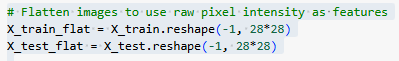 # Flatten images to use raw pixel intensity as features
X_train_flat = X_train.reshape(-1, 28*28)
X_test_flat = X_test.reshape(-1, 28*28)